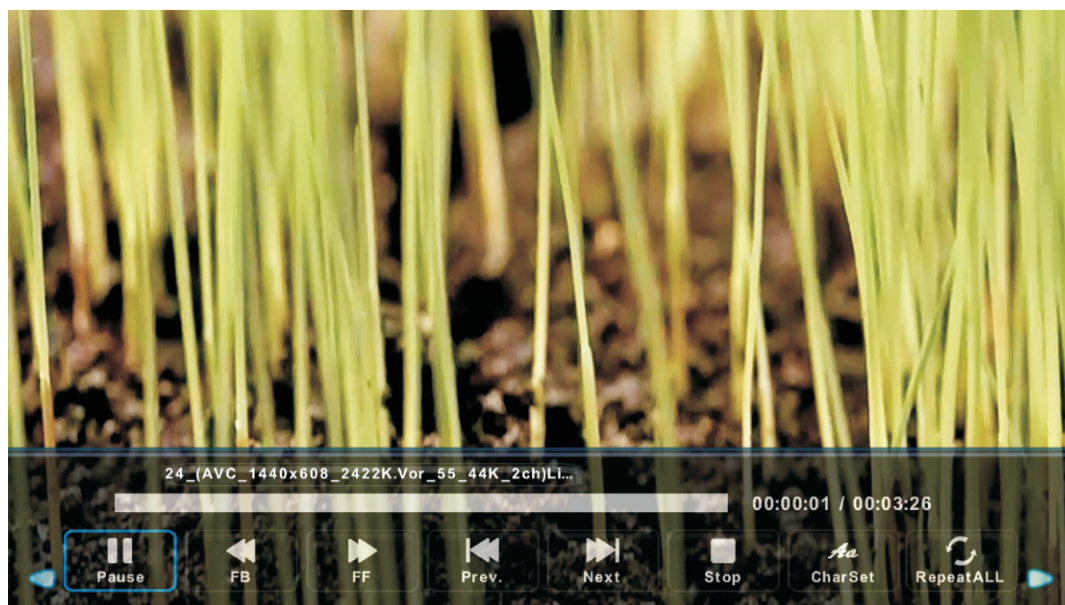 24_(AVC_1440x608_2422K.Vor_55_44K_2ch)Li...
00:00:01 / 00:03:26
Pause FB FF Prev. Next Stop Aa CharSet RepeatALL